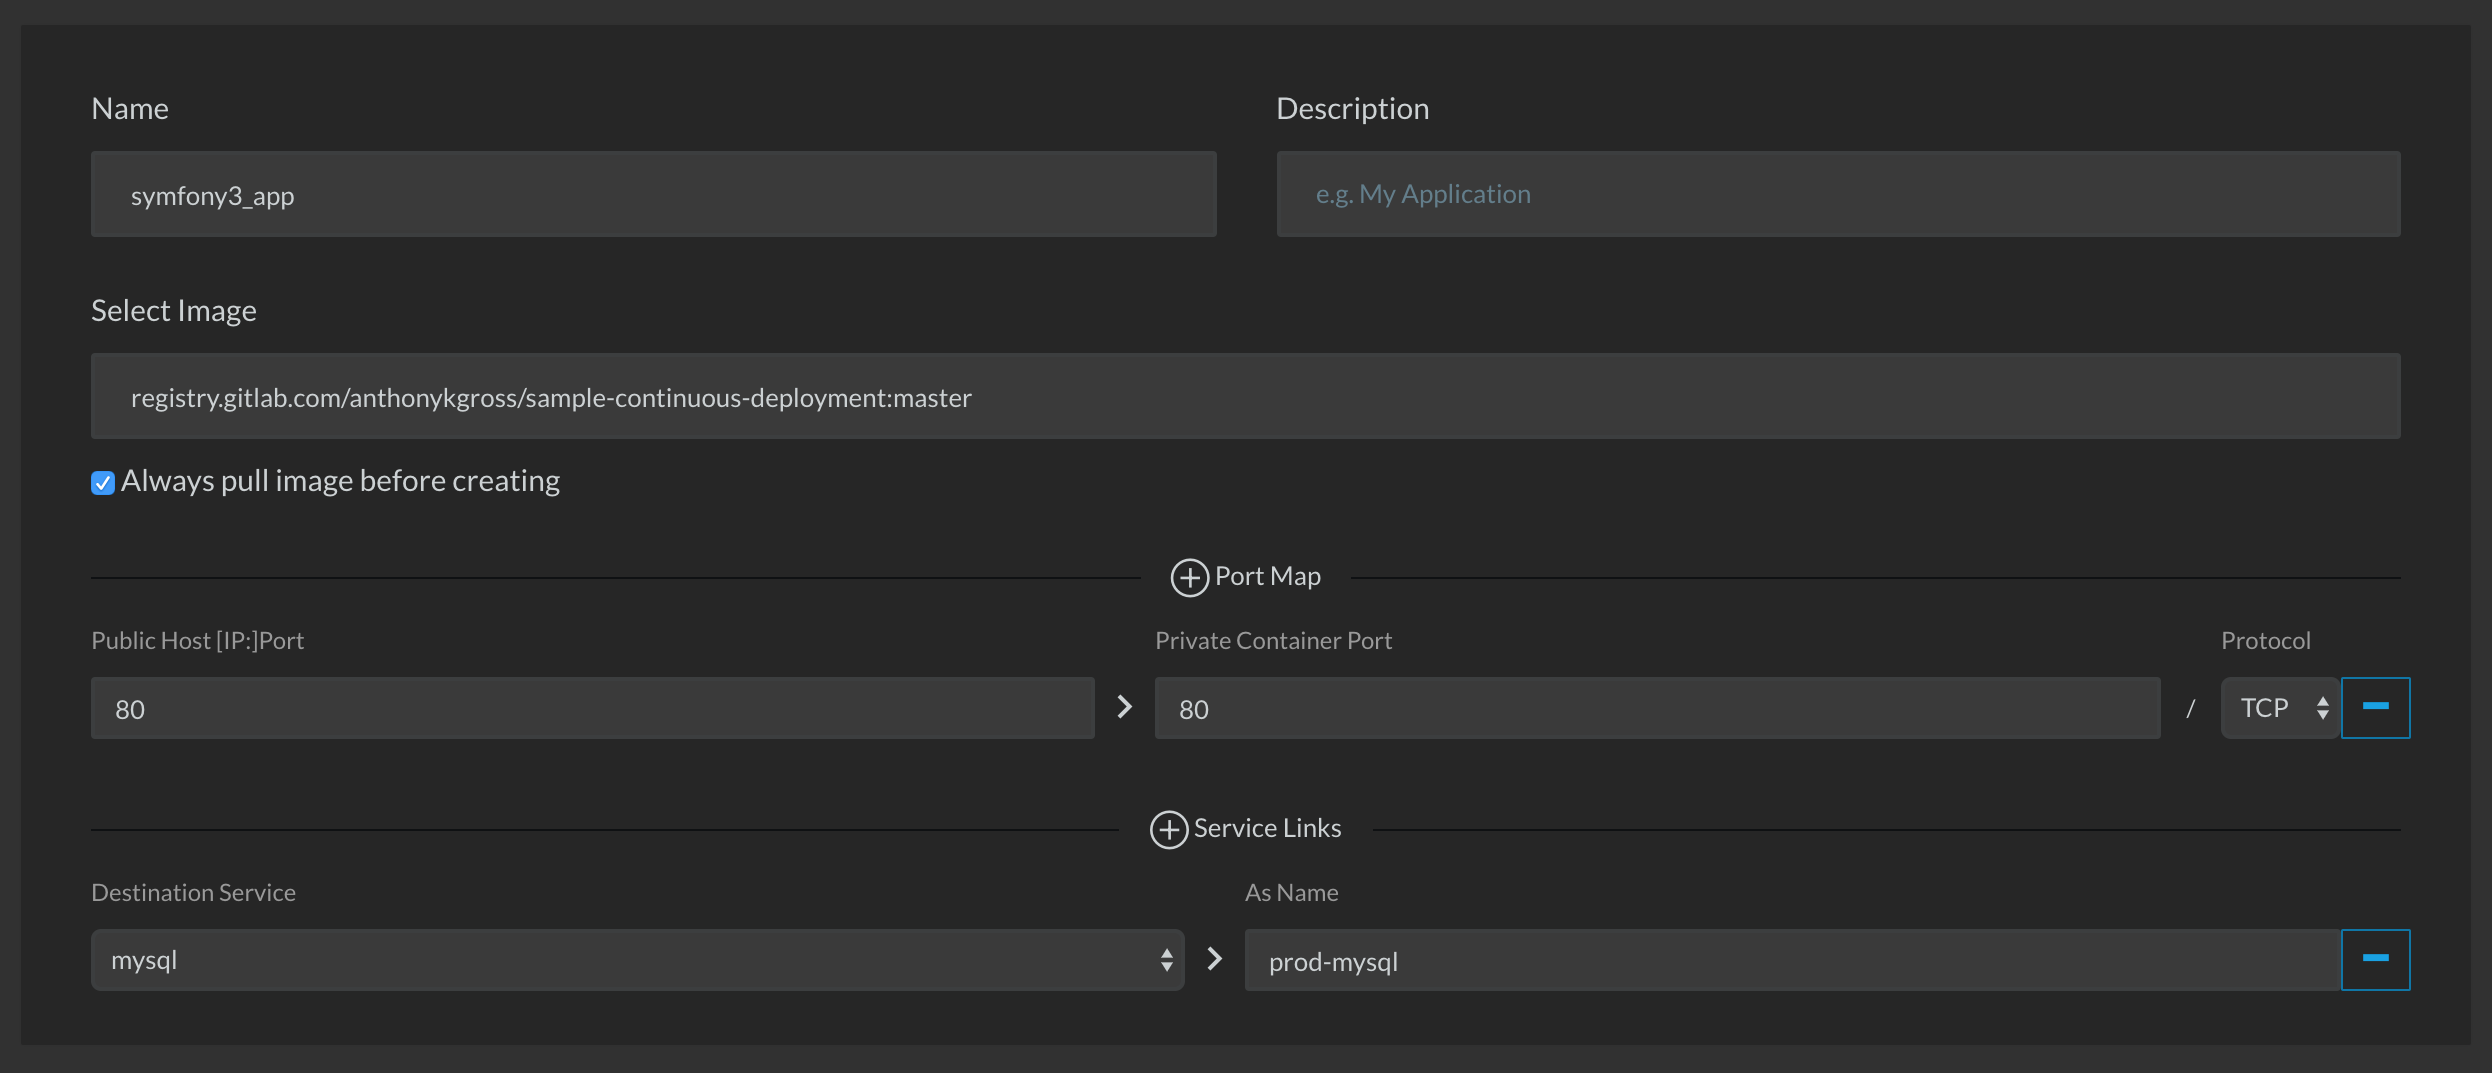 Name
Description
symfony3_app
e.g. My Application
Select Image
registry.gitlab.com/anthonykgross/sample-continuous-deployment:master
Always pull image before creating
Port Map
Public Host [IP:]Port
Private Container Port
Protocol
80
80
/
TCP
Service Links
Destination Service
As Name
mysql
prod-mysql